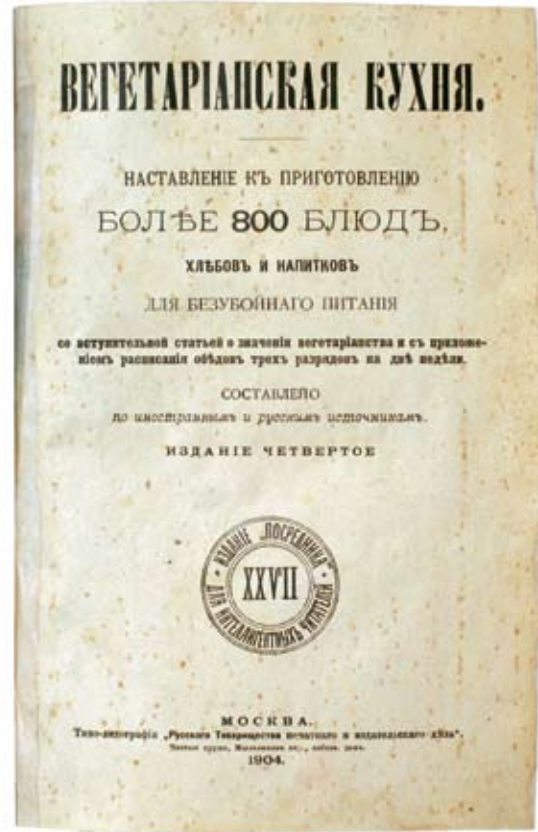 ВЕГЕТАРІАНСКАЯ КУХНЯ.
НАСТАВЛЕНІЕ КЪ ПРИГОТОВЛЕНІЮ
БОЛѢЕ 800 БЛЮДЪ,
ХЛѢБОВЪ И НАПИТКОВЪ
ДЛЯ БЕЗУБОЙНАГО ПИТАНІЯ
со вступительной статьей о значеніи вегетаріанства и съ приложе-
ніемъ расписанія обѣдовъ трехъ разрядовъ на двѣ недѣли.
СОСТАВЛЕНО
по иностраннымъ и русскимъ источникамъ.
ИЗДАНІЕ ЧЕТВЕРТОЕ
ИЗДАНІЕ „ПОСРЕДНИКА“
XXVII
ДЛЯ ИНТЕЛЛИГЕНТНЫХЪ ЧИТАТЕЛЕЙ
МОСКВА.
Типо-литографія „Русскаго Товарищества печатнаго и издательскаго дѣла“.
Чистые пруды,
1904.